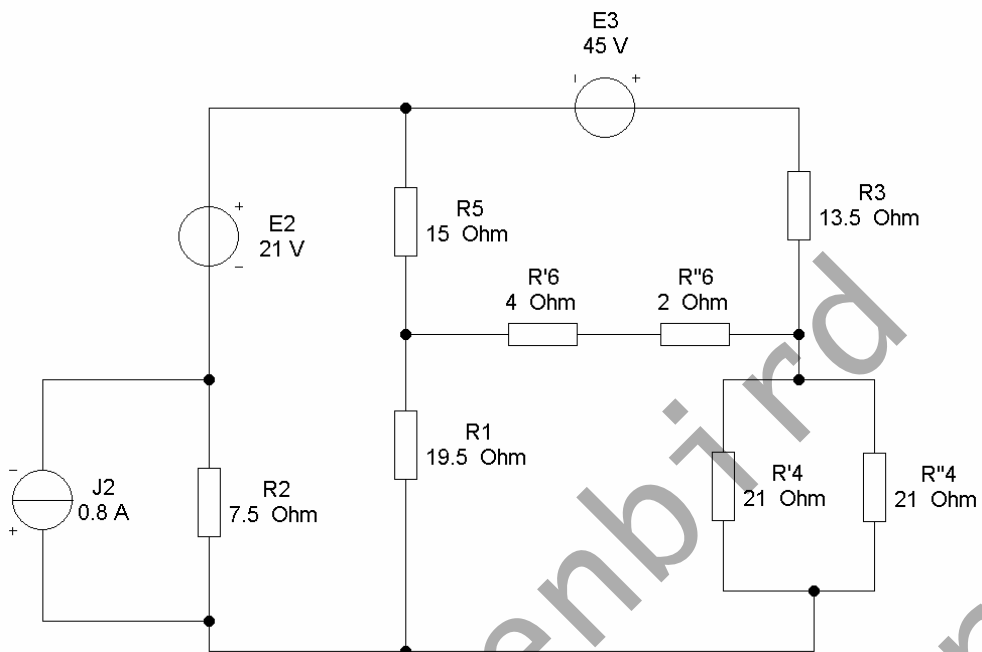 E3
45 V
-
+
E2
21 V
+
−
R5
15 Ohm
R3
13.5 Ohm
R'6
4 Ohm
R"6
2 Ohm
R1
19.5 Ohm
J2
0.8 A
−
+
R2
7.5 Ohm
R'4
21 Ohm
R"4
21 Ohm
enbird